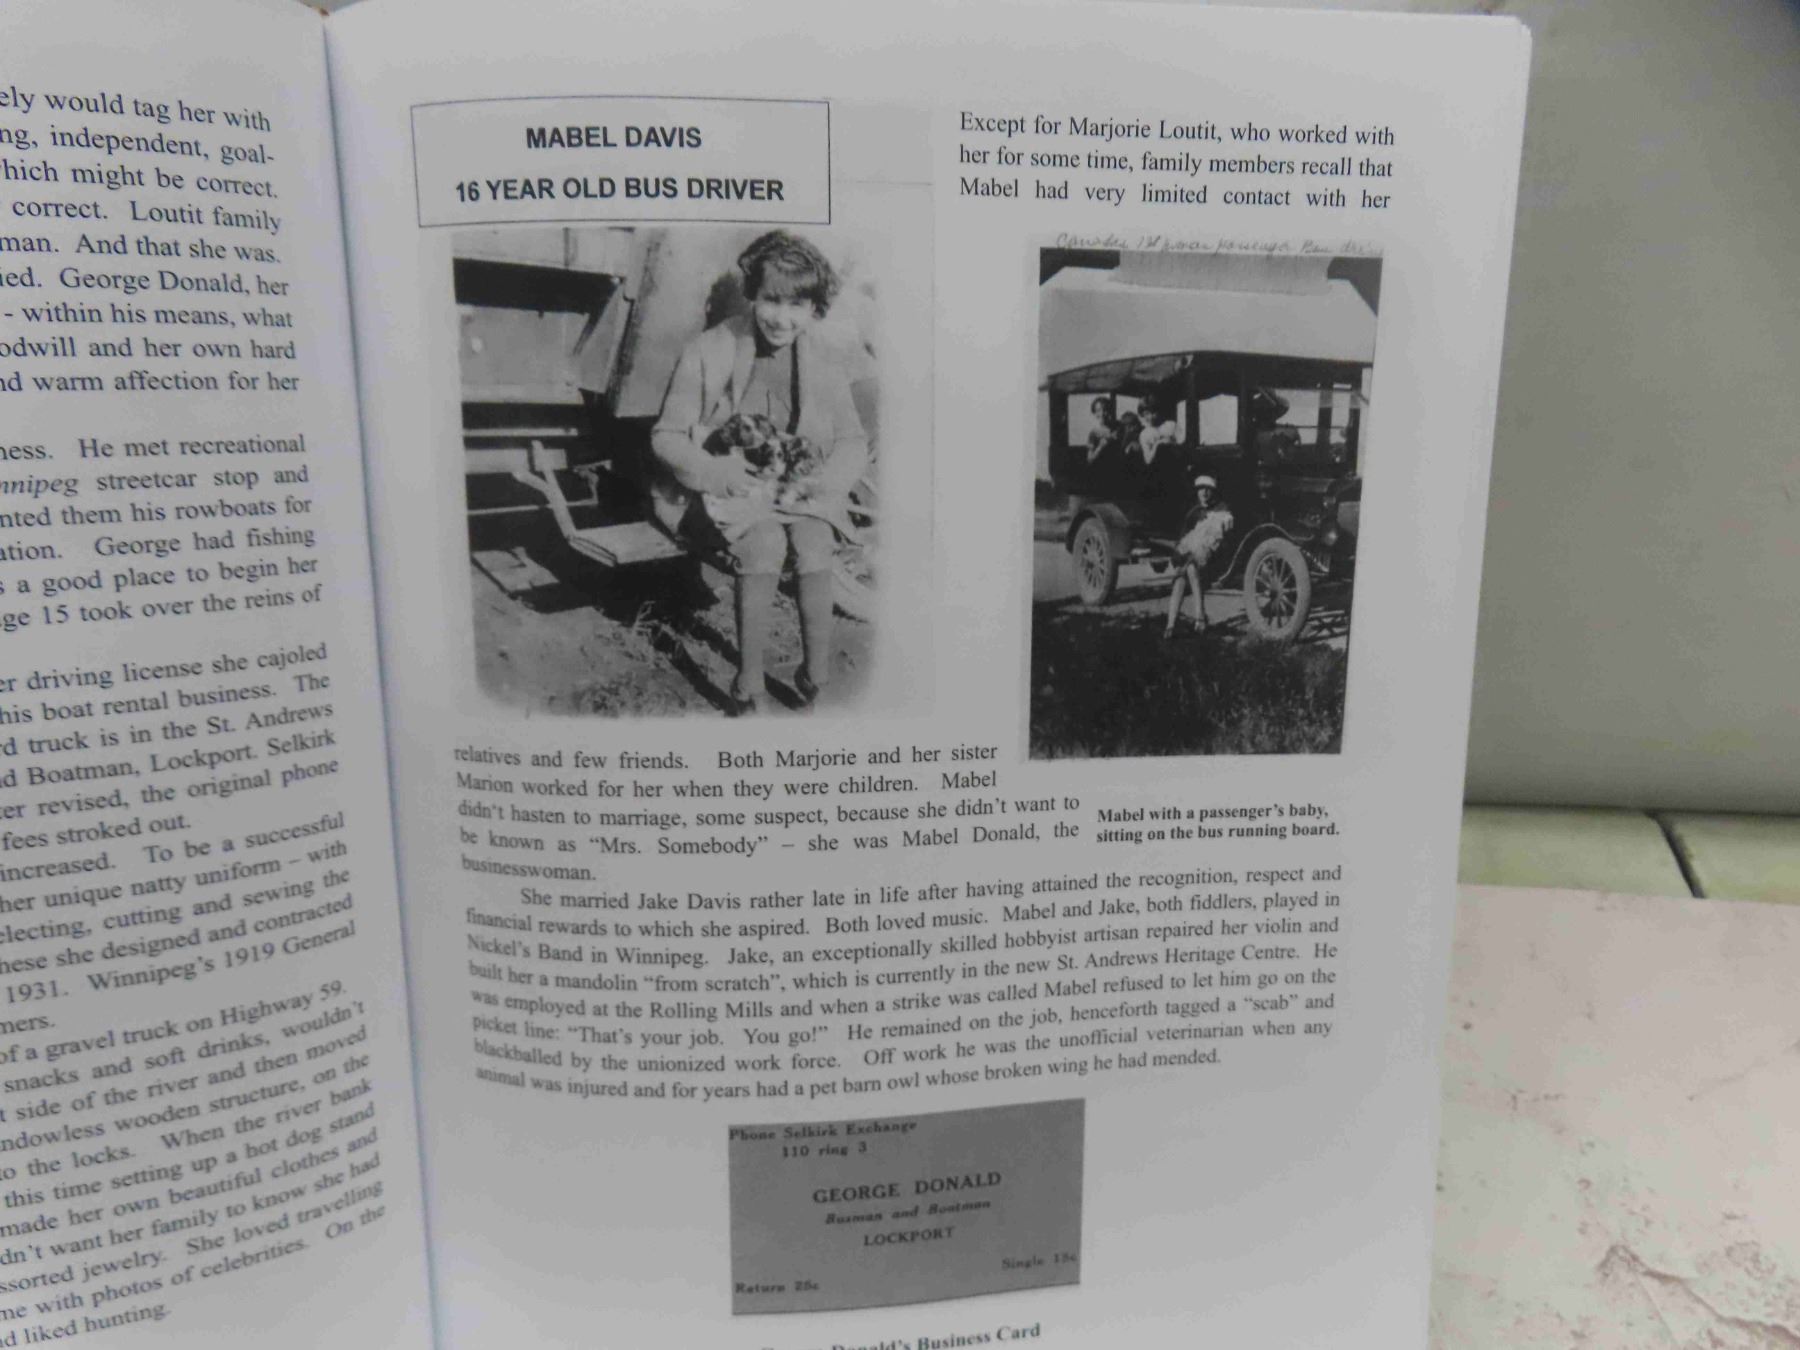 ely would tag her with
ng, independent, goal-
hich might be correct.
correct. Loutit family
man. And that she was.
ied. George Donald, her
- within his means, what
odwill and her own hard
nd warm affection for her
ness. He met recreational
nnipeg streetcar stop and
nted them his rowboats for
ation. George had fishing
s a good place to begin her
ge 15 took over the reins of
er driving license she cajoled
his boat rental business. The
rd truck is in the St. Andrews
nd Boatman, Lockport. Selkirk
ter revised, the original phone
fees stroked out.
increased. To be a successful
her unique natty uniform – with
electing, cutting and sewing the
hese she designed and contracted
1931. Winnipeg's 1919 General
mers.
of a gravel truck on Highway 59.
snacks and soft drinks, wouldn't
t side of the river and then moved
ndowless wooden structure, on the
to the locks. When the river bank
this time setting up a hot dog stand
made her own beautiful clothes and
dn't want her family to know she had
ssorted jewelry. She loved travelling
me with photos of celebrities. On the
nd liked hunting.
MABEL DAVIS
16 YEAR OLD BUS DRIVER
Except for Marjorie Loutit, who worked with
her for some time, family members recall that
Mabel had very limited contact with her
Canada's 1st woman passenger Bus
relatives and few friends. Both Marjorie and her sister
Marion worked for her when they were children. Mabel
didn't hasten to marriage, some suspect, because she didn't want to
be known as "Mrs. Somebody" – she was Mabel Donald, the
businesswoman.
Mabel with a passenger's baby,
sitting on the bus running board.
She married Jake Davis rather late in life after having attained the recognition, respect and
financial rewards to which she aspired. Both loved music. Mabel and Jake, both fiddlers, played in
Nickel's Band in Winnipeg. Jake, an exceptionally skilled hobbyist artisan repaired her violin and
built her a mandolin "from scratch", which is currently in the new St. Andrews Heritage Centre. He
was employed at the Rolling Mills and when a strike was called Mabel refused to let him go on the
picket line: "That's your job. You go!" He remained on the job, henceforth tagged a "scab" and
blackballed by the unionized work force. Off work he was the unofficial veterinarian when any
animal was injured and for years had a pet barn owl whose broken wing he had mended.
Phone Selkirk Exchange
110 ring 3
GEORGE DONALD
Busman and Boatman
LOCKPORT
Single 15c
Return 25c
Donald's Business Card